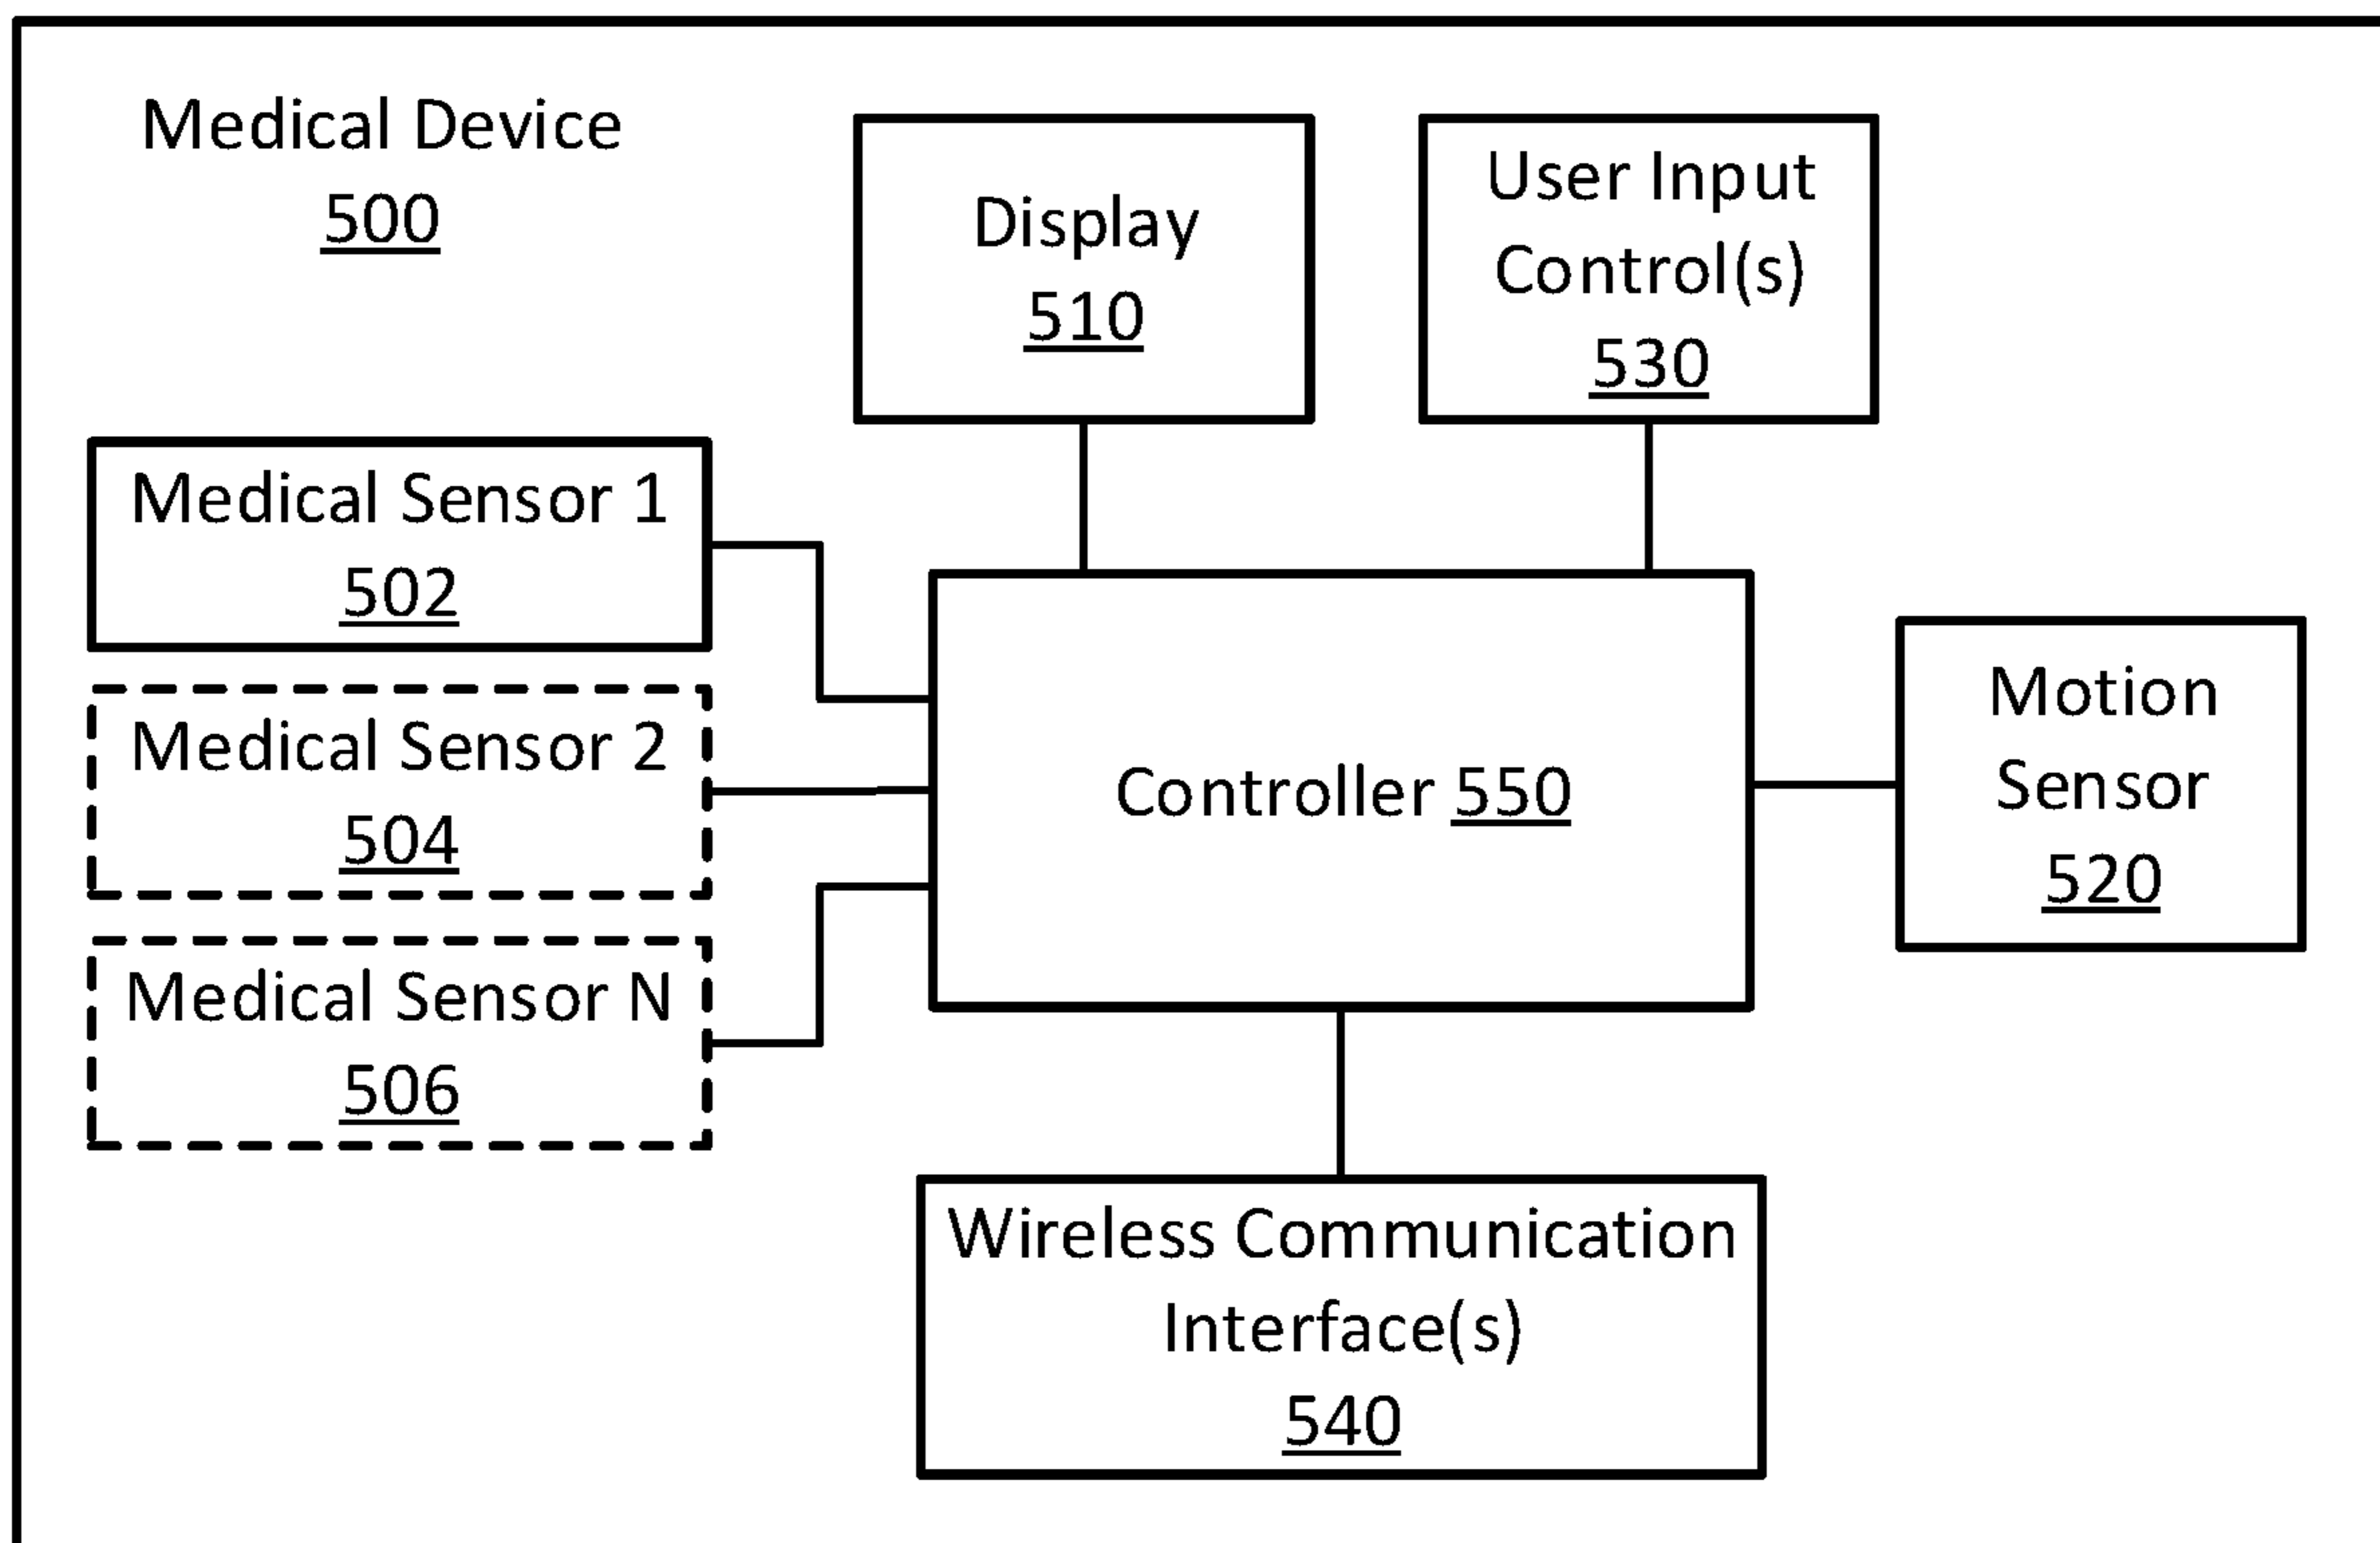 Medical Device
500
Display
510
User Input
Control(s)
530
Medical Sensor 1
502
Medical Sensor 2
504
Medical Sensor N
506
Controller 550
Motion
Sensor
520
Wireless Communication
Interface(s)
540